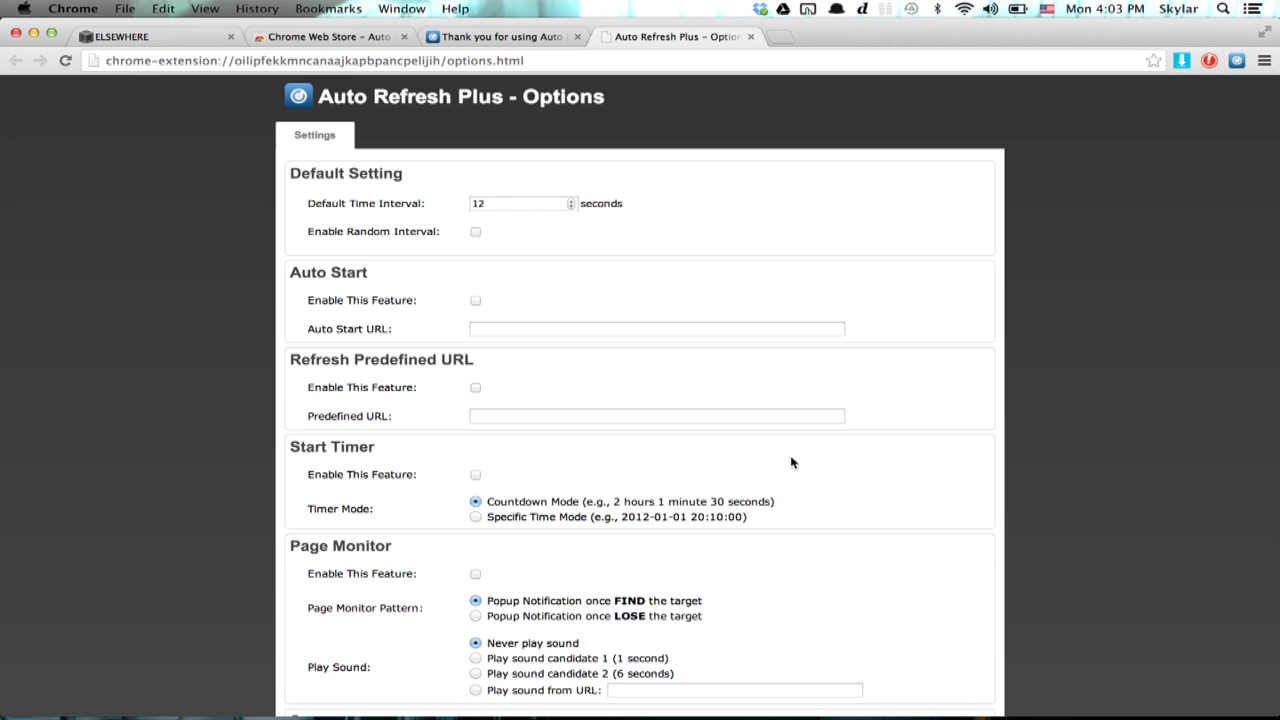 Chrome File Edit View History Bookmarks Window Help Mon 4:03 PM Skylar
ELSEWHERE Chrome Web Store – Auto Thank you for using Auto Auto Refresh Plus – Option
chrome-extension://oilipfekkmncanaajkapbpancpelijih/options.html
Auto Refresh Plus - Options
Settings
Default Setting
Default Time Interval: 12 seconds
Enable Random Interval:
Auto Start
Enable This Feature:
Auto Start URL:
Refresh Predefined URL
Enable This Feature:
Predefined URL:
Start Timer
Enable This Feature:
Timer Mode:
Countdown Mode (e.g., 2 hours 1 minute 30 seconds)
Specific Time Mode (e.g., 2012-01-01 20:10:00)
Page Monitor
Enable This Feature:
Page Monitor Pattern:
Popup Notification once FIND the target
Popup Notification once LOSE the target
Play Sound:
Never play sound
Play sound candidate 1 (1 second)
Play sound candidate 2 (6 seconds)
Play sound from URL: